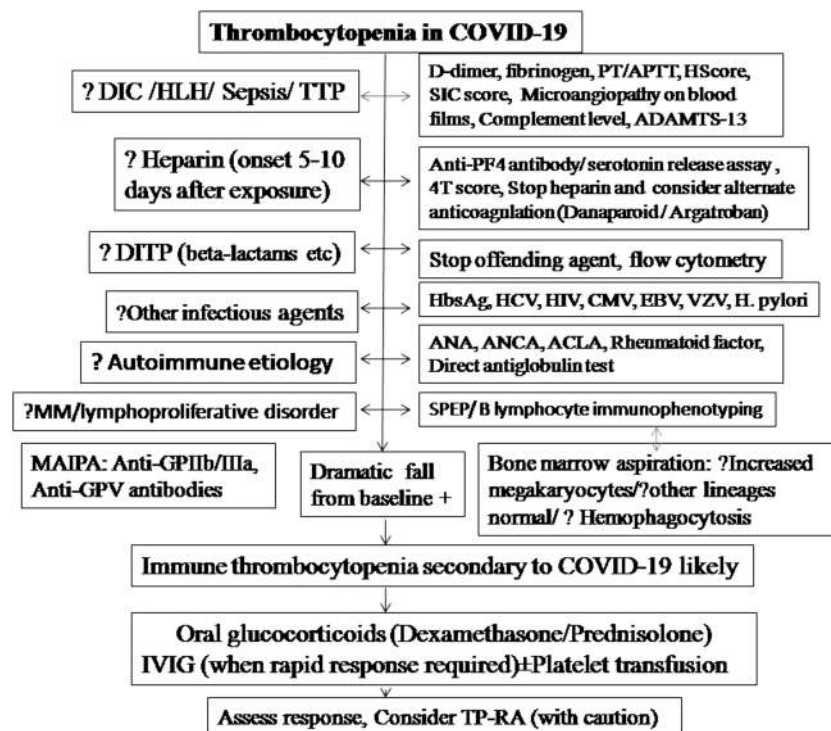 Thrombocytopenia in COVID-19
? DIC /HLH/ Sepsis/ TTP
D-dimer, fibrinogen, PT/APTT, HScore,
SIC score, Microangiopathy on blood
films, Complement level, ADAMTS-13
? Heparin (onset 5-10
days after exposure)
Anti-PF4 antibody/ serotonin release assay ,
4T score, Stop heparin and consider alternate
anticoagulation (Danaparoid / Argatroban)
? DITP (beta-lactams etc)
Stop offending agent, flow cytometry
?Other infectious agents
HbsAg, HCV, HIV, CMV, EBV, VZV, H. pylori
? Autoimmune etiology
ANA, ANCA, ACLA, Rheumatoid factor,
Direct antiglobulin test
?MM/lymphoproliferative disorder
SPEP/ B lymphocyte immunophenotyping
MAIPA: Anti-GPIIb/IIIa,
Anti-GPV antibodies
Dramatic fall
from baseline +
Bone marrow aspiration: ?Increased
megakaryocytes/?other lineages
normal/ ? Hemophagocytosis
Immune thrombocytopenia secondary to COVID-19 likely
Oral glucocorticoids (Dexamethasone/Prednisolone)
IVIG (when rapid response required)±Platelet transfusion
Assess response, Consider TP-RA (with caution)